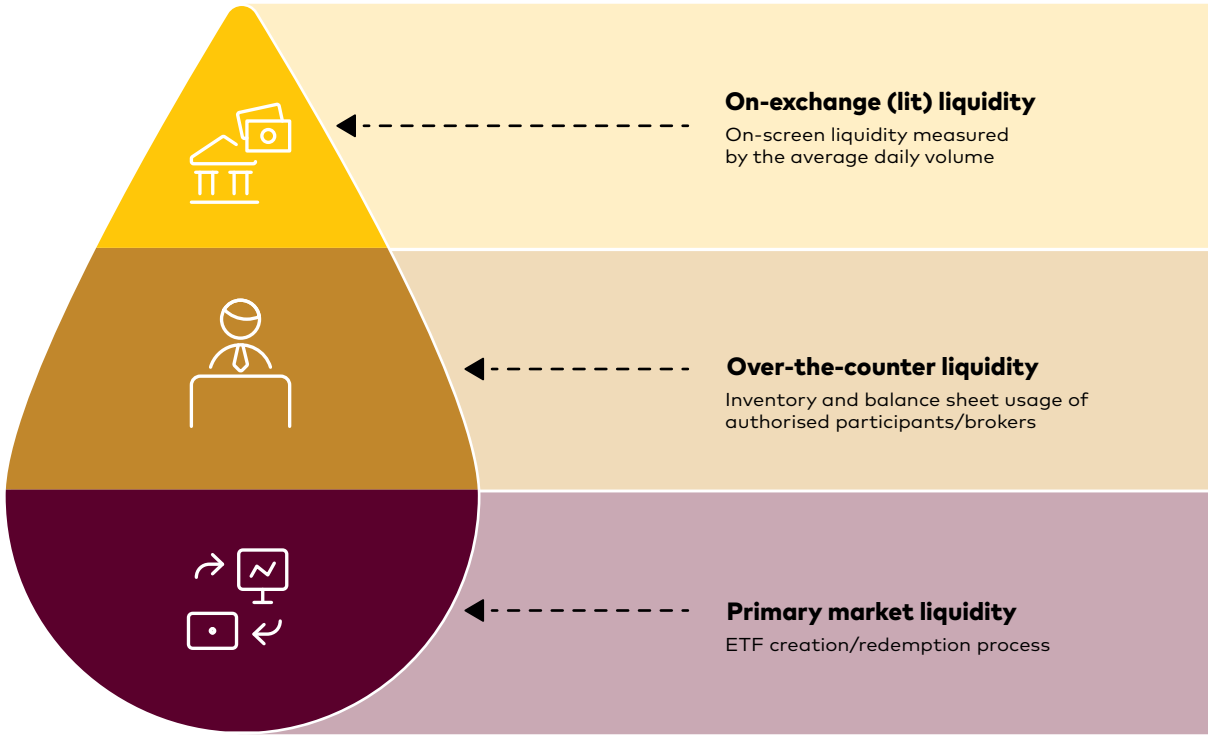 On-exchange (lit) liquidity
On-screen liquidity measured
by the average daily volume
Over-the-counter liquidity
Inventory and balance sheet usage of
authorised participants/brokers
Primary market liquidity
ETF creation/redemption process